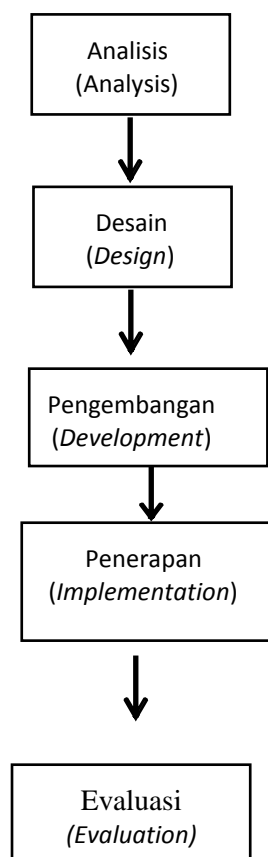 Analisis
(Analysis)
Desain
(Design)
Pengembangan
(Development)
Penerapan
(Implementation)
Evaluasi
(Evaluation)